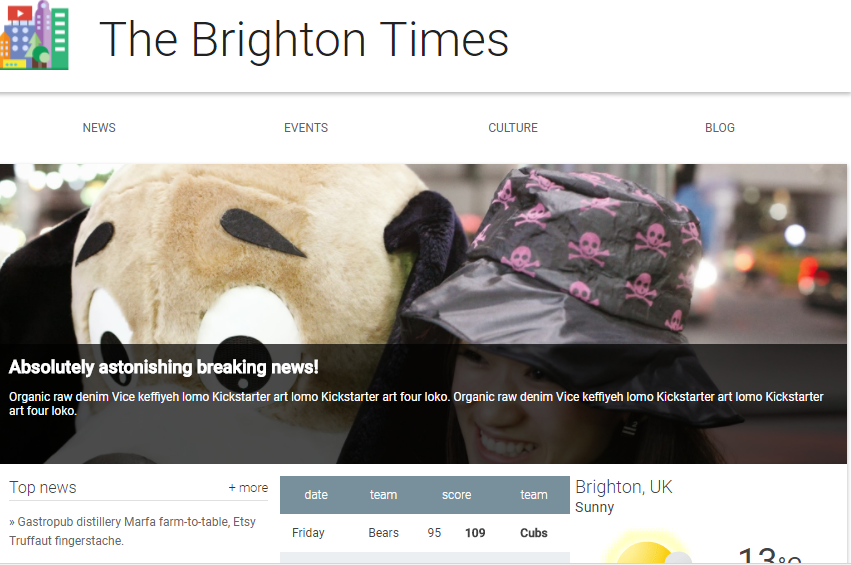 The Brighton Times
NEWS EVENTS CULTURE BLOG
Absolutely astonishing breaking news!
Organic raw denim Vice keffiyeh lomo Kickstarter art lomo Kickstarter art four loko. Organic raw denim Vice keffiyeh lomo Kickstarter art lomo Kickstarter
art four loko.
Top news + more
» Gastropub distillery Marfa farm-to-table, Etsy
Truffaut fingerstache.
date team score team
Friday Bears 95 109 Cubs
Brighton, UK
Sunny
13°C